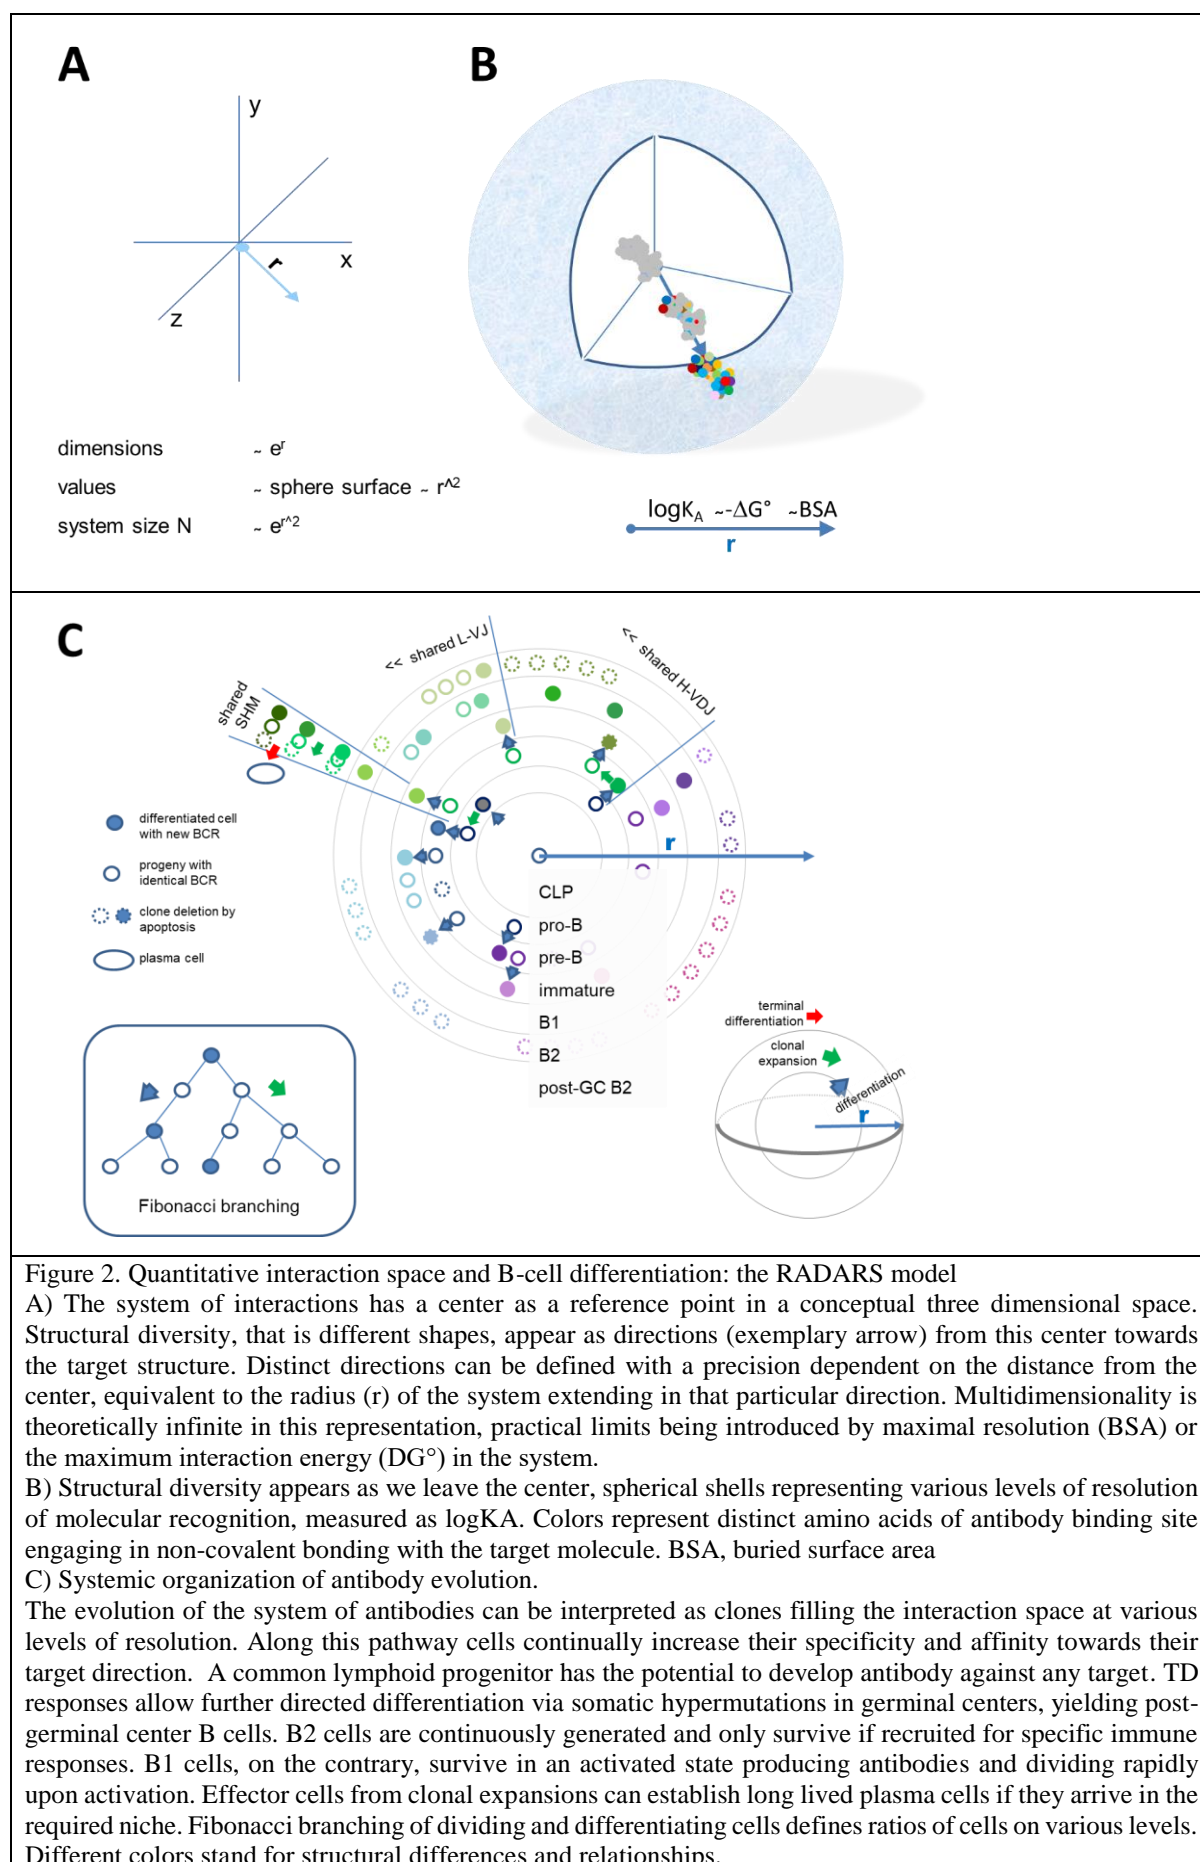 A
B
y
r
x
z
dimensions ~ e^r
values ~ sphere surface ~ r^2
system size N ~ e^r^2
logKA ~-ΔG° ~BSA
r
C
<< shared L-VJ
<< shared H-VDJ
shared
SHM
differentiated cell
with new BCR
progeny with
identical BCR
clone deletion by
apoptosis
plasma cell
r
CLP
pro-B
pre-B
immature
B1
B2
post-GC B2
terminal
differentiation
clonal
expansion
differentiation
r
Fibonacci branching
Figure 2. Quantitative interaction space and B-cell differentiation: the RADARS model
A) The system of interactions has a center as a reference point in a conceptual three dimensional space.
Structural diversity, that is different shapes, appear as directions (exemplary arrow) from this center towards
the target structure. Distinct directions can be defined with a precision dependent on the distance from the
center, equivalent to the radius (r) of the system extending in that particular direction. Multidimensionality is
theoretically infinite in this representation, practical limits being introduced by maximal resolution (BSA) or
the maximum interaction energy (DG°) in the system.
B) Structural diversity appears as we leave the center, spherical shells representing various levels of resolution
of molecular recognition, measured as logKA. Colors represent distinct amino acids of antibody binding site
engaging in non-covalent bonding with the target molecule. BSA, buried surface area
C) Systemic organization of antibody evolution.
The evolution of the system of antibodies can be interpreted as clones filling the interaction space at various
levels of resolution. Along this pathway cells continually increase their specificity and affinity towards their
target direction. A common lymphoid progenitor has the potential to develop antibody against any target. TD
responses allow further directed differentiation via somatic hypermutations in germinal centers, yielding post-
germinal center B cells. B2 cells are continuously generated and only survive if recruited for specific immune
responses. B1 cells, on the contrary, survive in an activated state producing antibodies and dividing rapidly
upon activation. Effector cells from clonal expansions can establish long lived plasma cells if they arrive in the
required niche. Fibonacci branching of dividing and differentiating cells defines ratios of cells on various levels.
Different colors stand for structural differences and relationships.